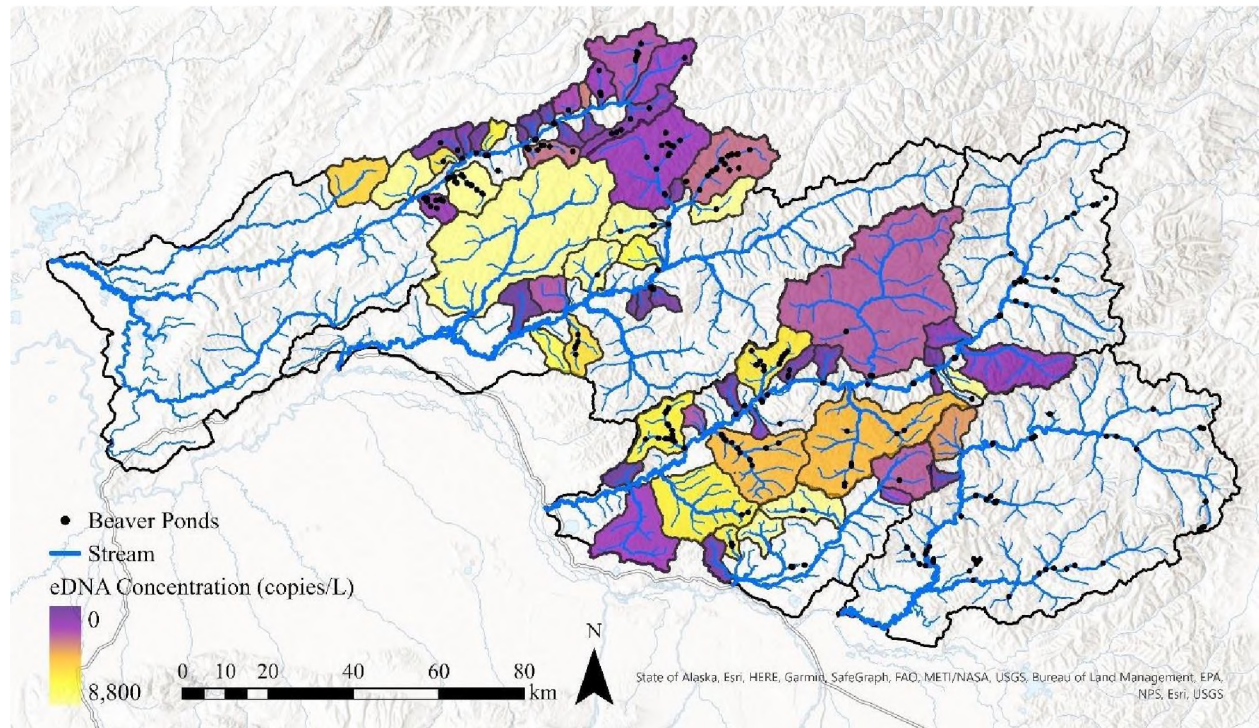 Beaver Ponds
Stream
eDNA Concentration (copies/L)
0
8,800
0 10 20 40 60 80
km
N
State of Alaska, Esri, HERE, Garmin, SafeGraph, FAO, METI/NASA, USGS, Bureau of Land Management, EPA,
NPS, Esri, USGS